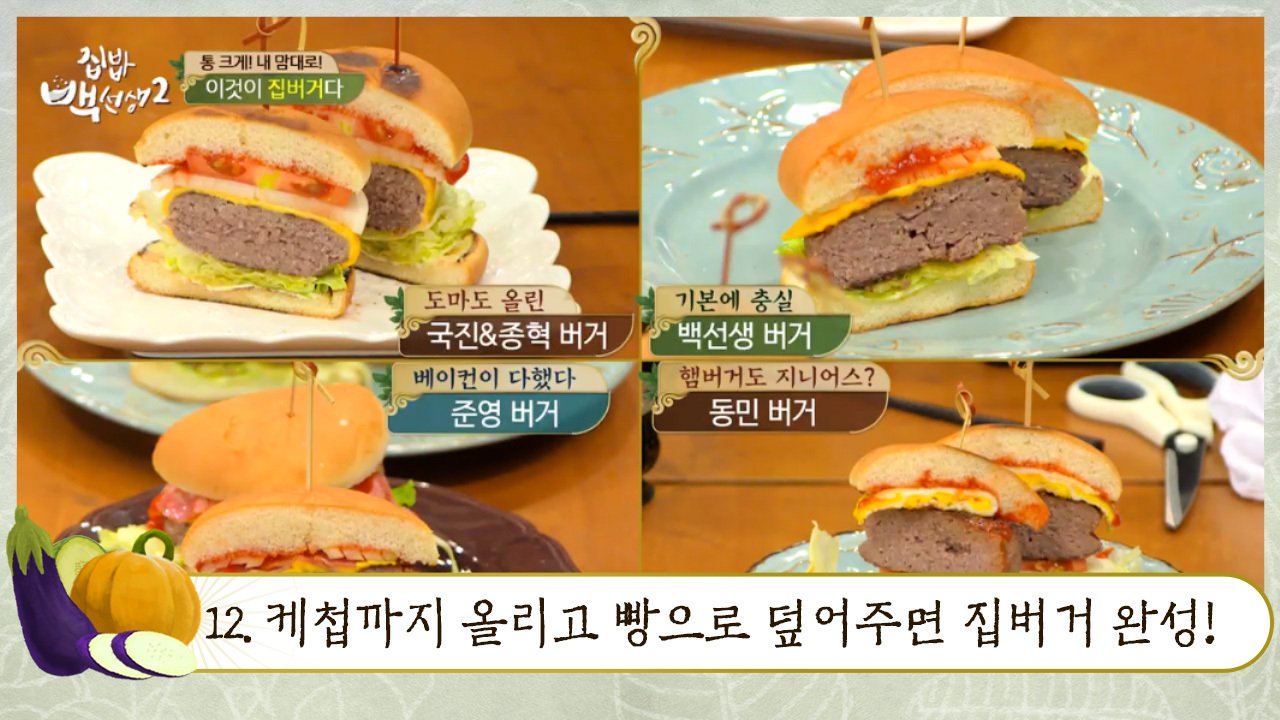 집밥
백선생2
통 크게! 내 맘대로!
이것이 집버거다
도마도 올린
국진&종혁 버거
기본에 충실
백선생 버거
베이컨이 다했다
준영 버거
햄버거도 지니어스?
동민 버거
12. 케첩까지 올리고 빵으로 덮어주면 집버거 완성!